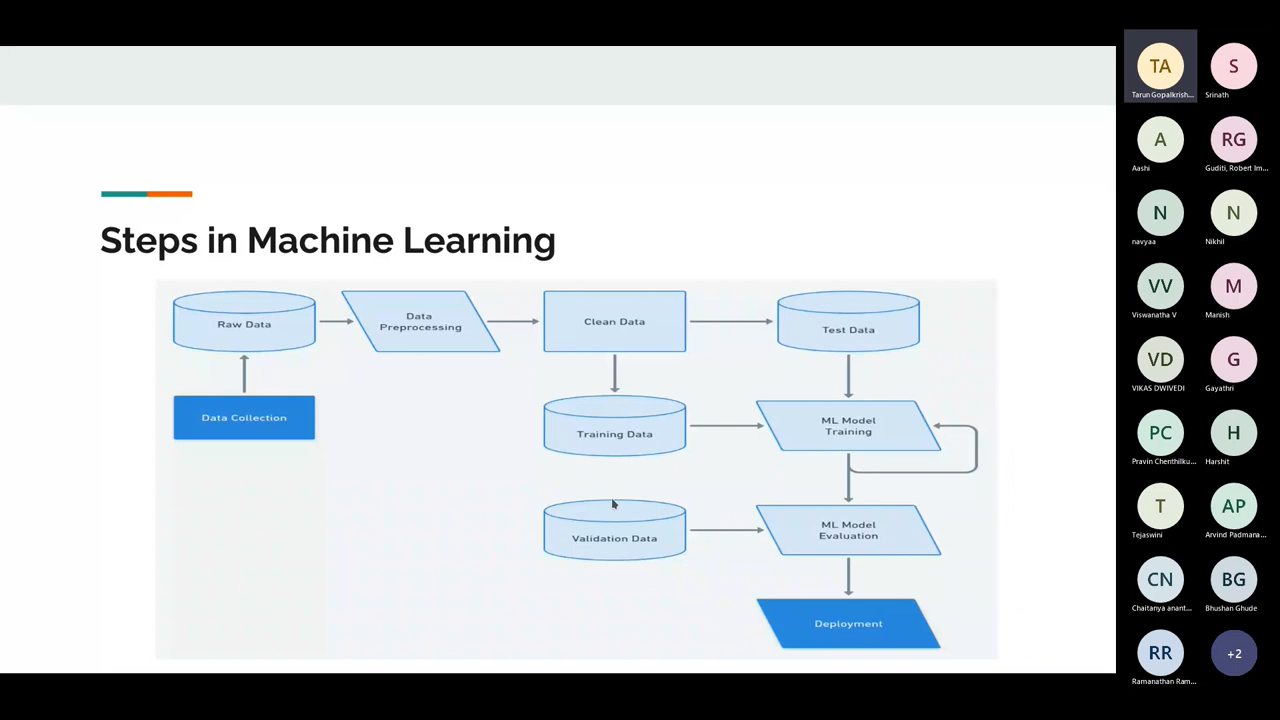 Steps in Machine Learning
Raw Data
Data
Preprocessing
Clean Data
Test Data
Data Collection
Training Data
ML Model
Training
Validation Data
ML Model
Evaluation
Deployment
TA
Tarun Gopalkrish...
S
Srinath
A
Aashi
RG
Guditi, Robert Im...
N
navyaa
N
Nikhil
VV
Viswanatha V
M
Manish
VD
VIKAS DWIVEDI
G
Gayathri
PC
Pravin Chenthilku...
H
Harshit
T
Tejaswini
AP
Arvind Padmana...
CN
Chaitanya anant...
BG
Bhushan Ghude
RR
Ramanathan Ram...
+2